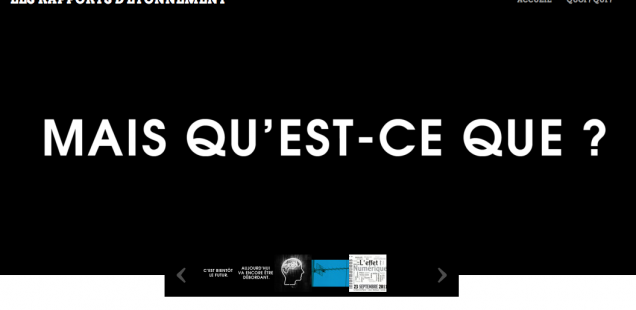 LES RAPPORTS D'ÉTONNEMENT
ACCUEIL QUOI ? QUI ?
MAIS QU'EST-CE QUE ?
C'EST BIENTÔT
LE FUTUR.
AUJOURD'HUI
VA ENCORE ÊTRE
DÉBORDANT.
L'effet
Numérique
23 SEPTEMBRE 201